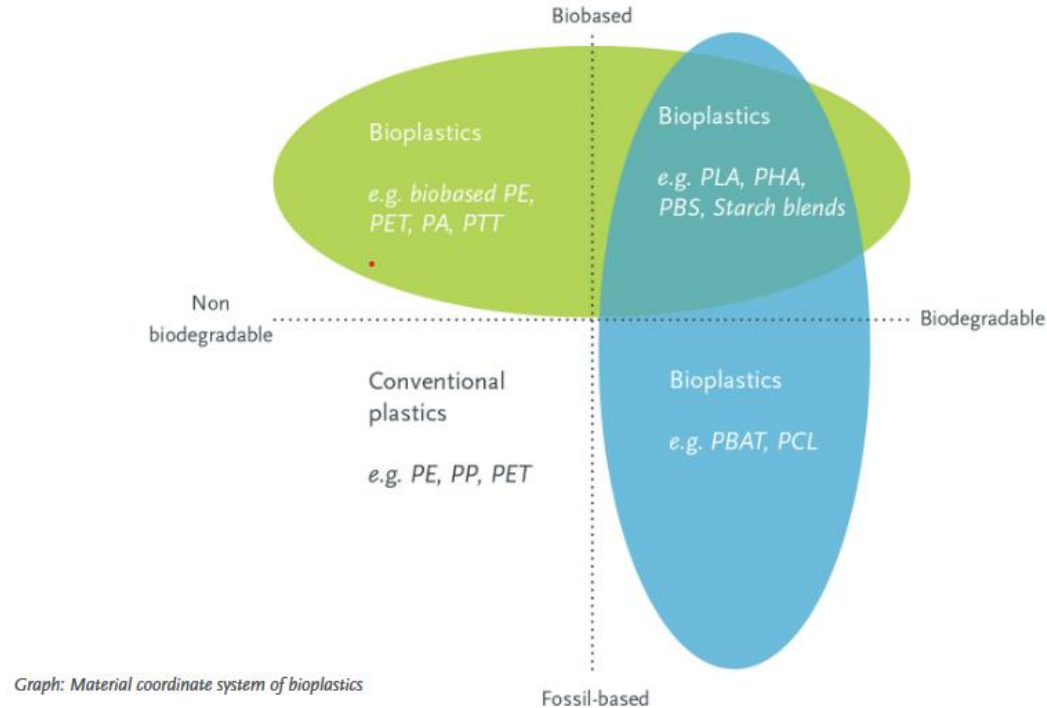 Biobased
Bioplastics
e.g. biobased PE,
PET, PA, PTT
Bioplastics
e.g. PLA, PHA,
PBS, Starch blends
Non
biodegradable
Biodegradable
Conventional
plastics
e.g. PE, PP, PET
Bioplastics
e.g. PBAT, PCL
Graph: Material coordinate system of bioplastics
Fossil-based